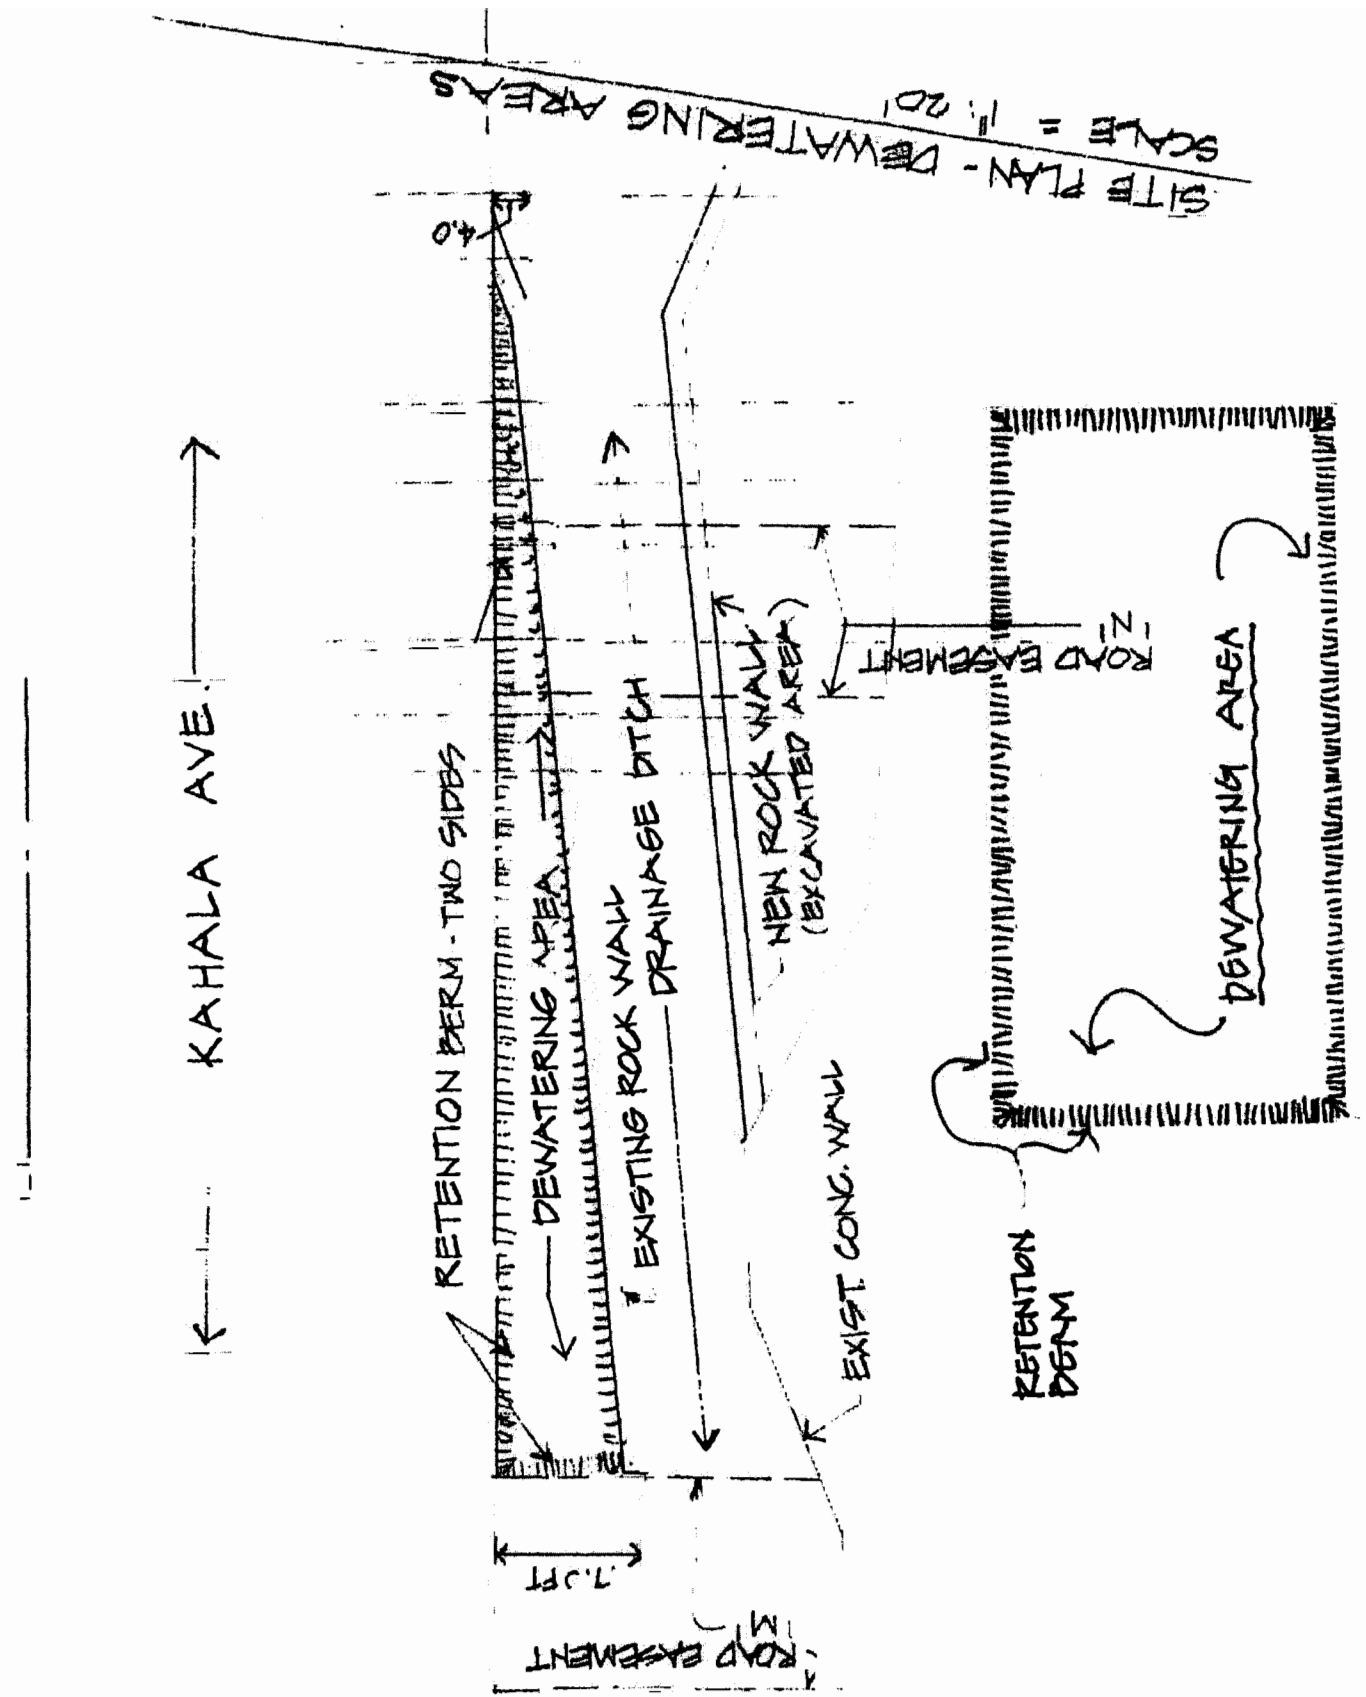 KAHALA AVE.
RETENTION BERM - TWO SIDES
DEWATERING AREA
EXISTING ROCK WALL
DRAINAGE DITCH
NEW ROCK WALL
(EXCAVATED AREA)
EXIST. CONC. WALL
RETENTION
BERM
DEWATERING AREA
ROAD EASEMENT
"N"
ROAD EASEMENT
"M"
FT
4.0
SITE PLAN - DEWATERING AREAS
SCALE = 1": 20'